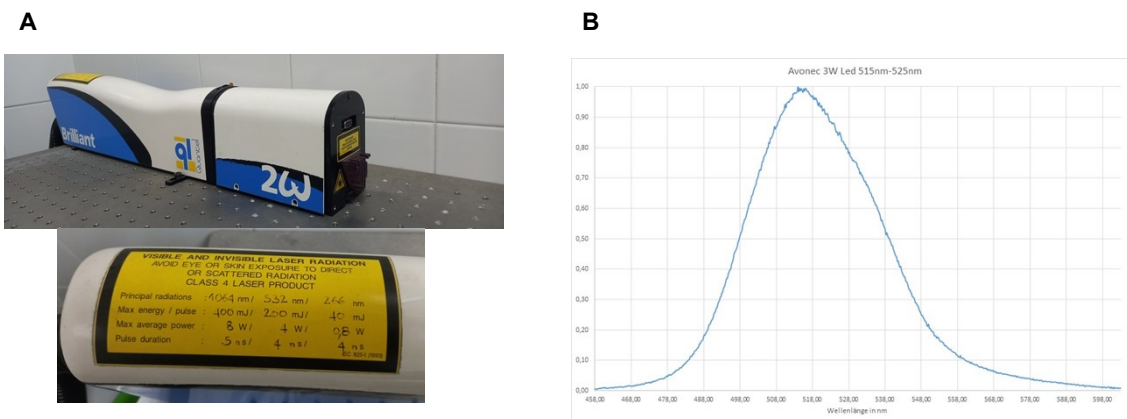 A
B
Brilliant
Quantel
2ω
VISIBLE AND INVISIBLE LASER RADIATION
AVOID EYE OR SKIN EXPOSURE TO DIRECT
OR SCATTERED RADIATION
CLASS 4 LASER PRODUCT
Principal radiations : 1064 nm / 532 nm / 266 nm
Max energy / pulse : 400 mJ / 200 mJ / 40 mJ
Max average power : 8 W / 4 W / 0,8 W
Pulse duration : 5 ns / 4 ns / 4 ns
Avonec 3W Led 515nm-525nm
1,00
0,90
0,80
0,70
0,60
0,50
0,40
0,30
0,20
0,10
0,00
458,00 468,00 478,00 488,00 498,00 508,00 518,00 528,00 538,00 548,00 558,00 568,00 578,00 588,00 598,00
Wellenlänge in nm